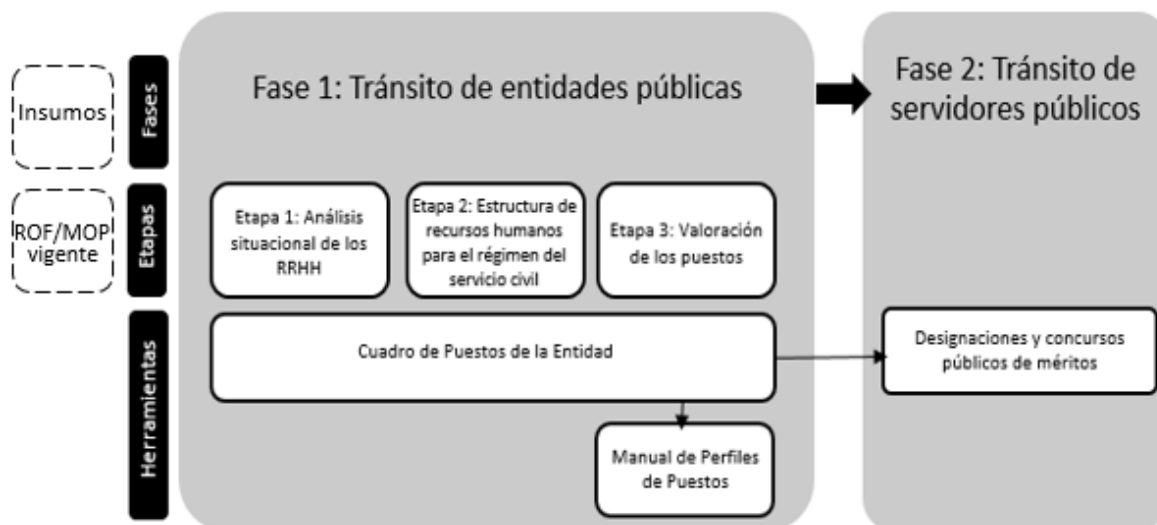 Insumos
Fases
Fase 1: Tránsito de entidades públicas
Fase 2: Tránsito de
servidores públicos
ROF/MOP
vigente
Etapas
Etapa 1: Análisis
situacional de los
RRHH
Etapa 2: Estructura de
recursos humanos
para el régimen del
servicio civil
Etapa 3: Valoración
de los puestos
Herramientas
Cuadro de Puestos de la Entidad
Designaciones y concursos
públicos de méritos
Manual de Perfiles
de Puestos